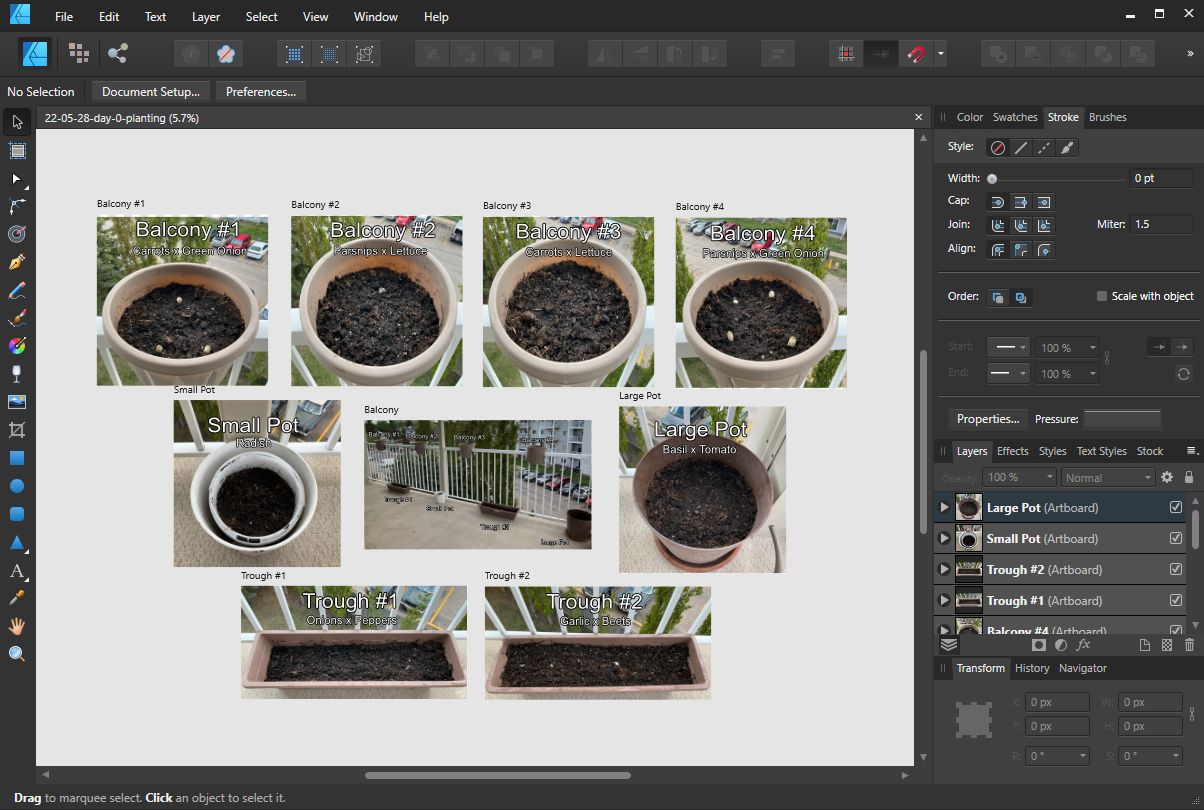 File Edit Text Layer Select View Window Help
No Selection Document Setup... Preferences...
22-05-28-day-0-planting (5.7%)
Balcony #1
Balcony #2
Balcony #3
Balcony #4
Balcony #1
Carrots x Green Onion
Balcony #2
Parsnips x Lettuce
Balcony #3
Carrots x Lettuce
Balcony #4
Parsnips x Green Onion
Small Pot
Small Pot
Radish
Balcony
Balcony #1
Balcony #2
Balcony #3
Trough #1
Small Pot
Trough #2
Large Pot
Large Pot
Large Pot
Basil x Tomato
Trough #1
Trough #1
Onions x Peppers
Trough #2
Trough #2
Garlic x Beets
Color Swatches Stroke Brushes
Style:
Width: 0 pt
Cap:
Join: Miter: 1.5
Align:
Order: Scale with object
Start: 100 %
End: 100 %
Properties... Pressure:
Layers Effects Styles Text Styles Stock
Opacity: 100 % Normal
Large Pot (Artboard)
Small Pot (Artboard)
Trough #2 (Artboard)
Trough #1 (Artboard)
Balcony #4 (Artboard)
fx
Transform History Navigator
X: 0 px W: 0 px
Y: 0 px H: 0 px
R: 0 ° S: 0 °
Drag to marquee select. Click an object to select it.